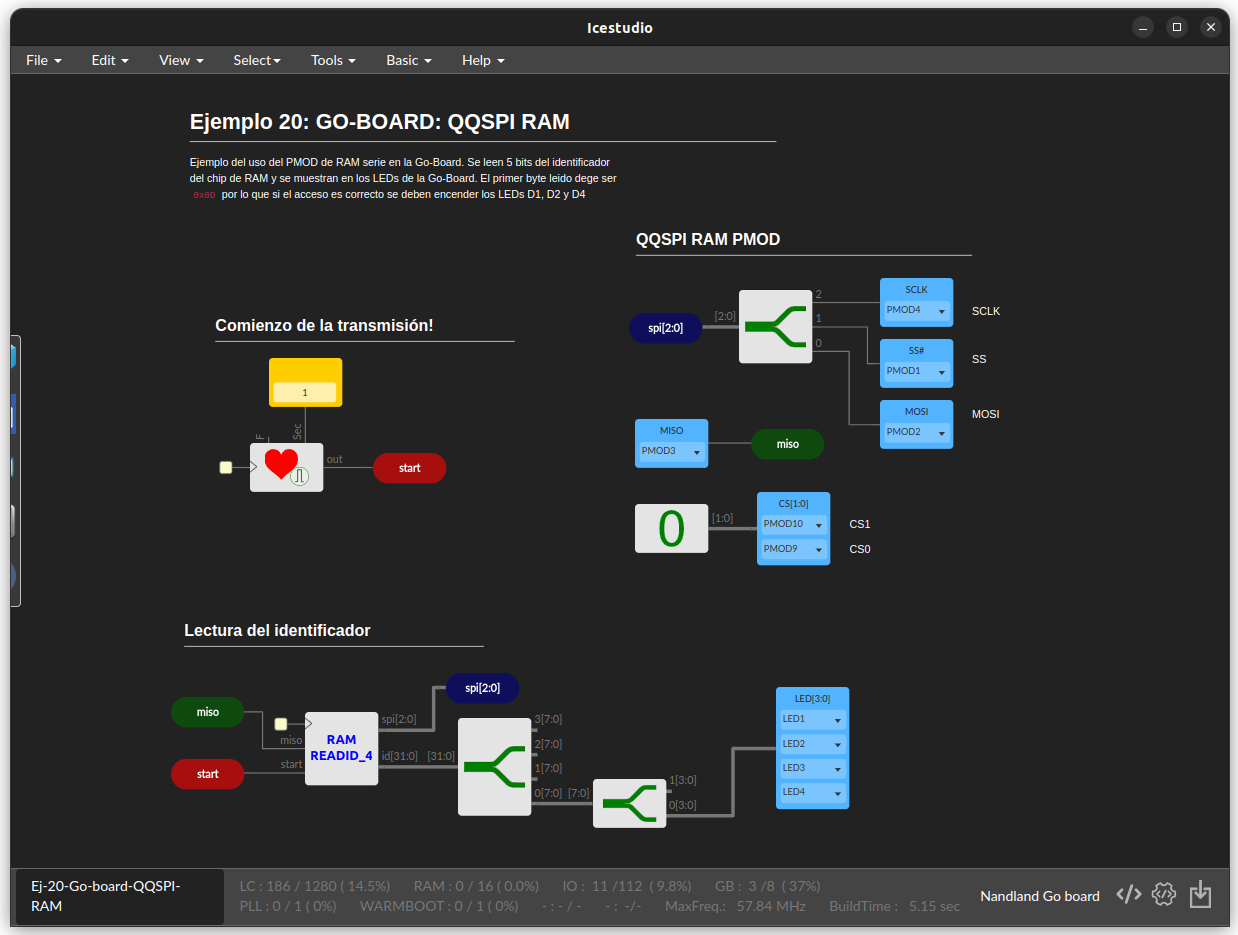 Icestudio
File Edit View Select Tools Basic Help
Ejemplo 20: GO-BOARD: QQSPI RAM
Ejemplo del uso del PMOD de RAM serie en la Go-Board. Se leen 5 bits del identificador
del chip de RAM y se muestran en los LEDs de la Go-Board. El primer byte leido dege ser
0x0D por lo que si el acceso es correcto se deben encender los LEDs D1, D2 y D4
QQSPI RAM PMOD
spi[2:0]
[2:0]
2
1
0
SCLK
PMOD4
SCLK
SS#
PMOD1
SS
MOSI
PMOD2
MOSI
MISO
PMOD3
miso
0
[1:0]
CS[1:0]
PMOD10
CS1
PMOD9
CS0
Comienzo de la transmisión!
1
F
Sec
out
start
Lectura del identificador
miso
start
miso
start
RAM
READID_4
spi[2:0]
id[31:0]
spi[2:0]
[31:0]
3[7:0]
2[7:0]
1[7:0]
0[7:0]
[7:0]
1[3:0]
0[3:0]
LED[3:0]
LED1
LED2
LED3
LED4
Ej-20-Go-board-QQSPI-
RAM
LC : 186 / 1280 ( 14.5%) RAM : 0 / 16 ( 0.0%) IO : 11 /112 ( 9.8%) GB : 3 /8 ( 37%)
PLL : 0 / 1 ( 0%) WARMBOOT : 0 / 1 ( 0%) - : - / - - : -/- MaxFreq.: 57.84 MHz BuildTime : 5.15 sec
Nandland Go board